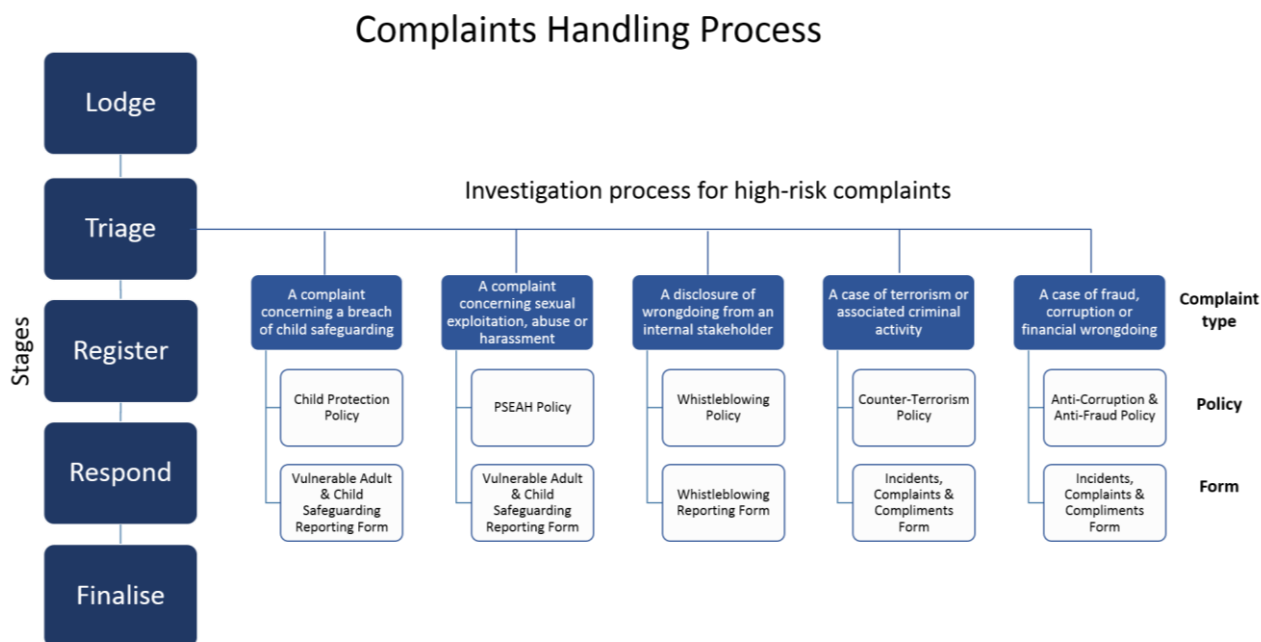 Complaints Handling Process
Lodge
Triage
Register
Respond
Finalise
Stages
Investigation process for high-risk complaints
A complaint
concerning a breach
of child safeguarding
A complaint
concerning sexual
exploitation, abuse or
harassment
A disclosure of
wrongdoing from an
internal stakeholder
A case of terrorism or
associated criminal
activity
A case of fraud,
corruption or
financial wrongdoing
Complaint
type
Child Protection
Policy
PSEAH Policy
Whistleblowing
Policy
Counter-Terrorism
Policy
Anti-Corruption &
Anti-Fraud Policy
Policy
Vulnerable Adult
& Child
Safeguarding
Reporting Form
Vulnerable Adult
& Child
Safeguarding
Reporting Form
Whistleblowing
Reporting Form
Incidents,
Complaints &
Compliments
Form
Incidents,
Complaints &
Compliments
Form
Form